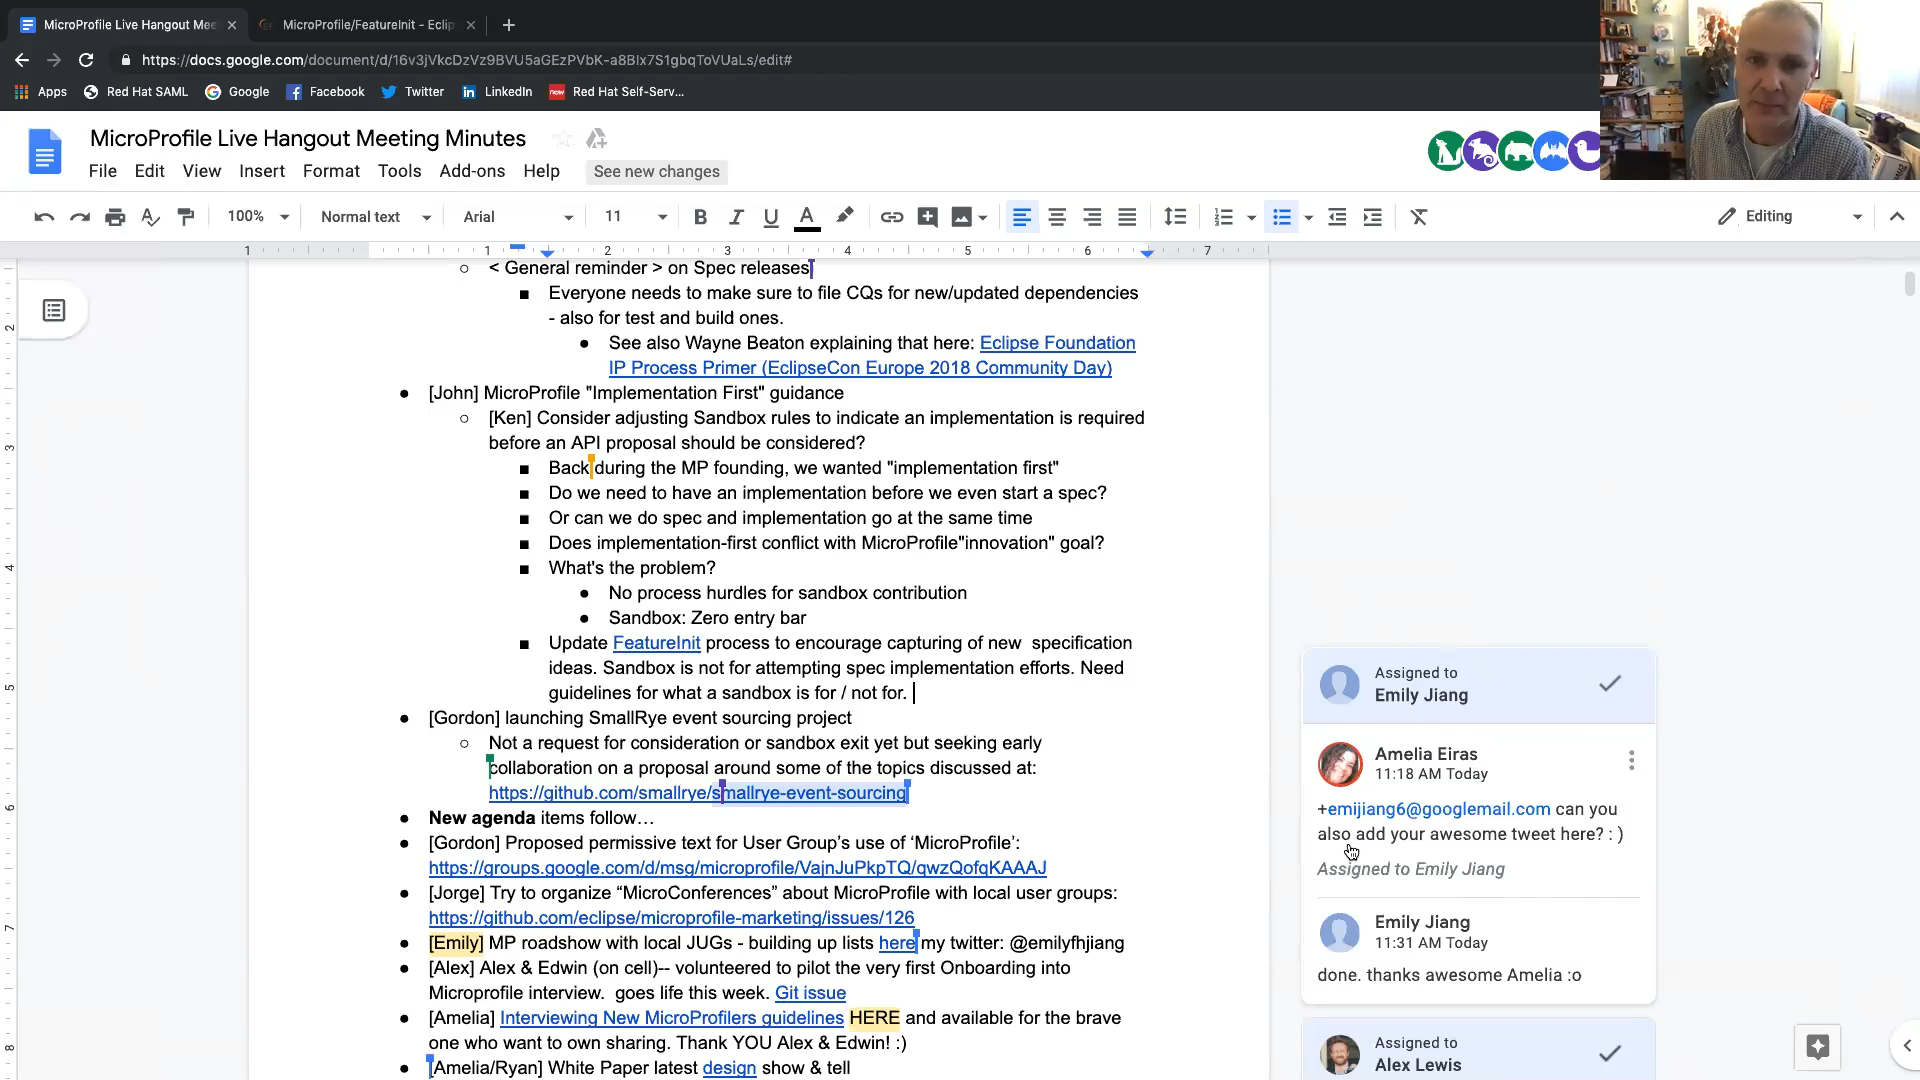 MicroProfile Live Hangout Mee
MicroProfile/FeatureInit - Eclip
https://docs.google.com/document/d/16v3jVkcDzVz9BVU5aGEzPVbK-a8BIx7S1gbqToVUaLs/edit#
Apps
Red Hat SAML
Google
Facebook
Twitter
LinkedIn
Red Hat Self-Serv...
MicroProfile Live Hangout Meeting Minutes
File Edit View Insert Format Tools Add-ons Help
See new changes
100%
Normal text
Arial
11
B I U A
Editing
1 1 2 3 4 5 6 7
< General reminder > on Spec releases
Everyone needs to make sure to file CQs for new/updated dependencies
- also for test and build ones.
See also Wayne Beaton explaining that here: Eclipse Foundation
IP Process Primer (EclipseCon Europe 2018 Community Day)
[John] MicroProfile "Implementation First" guidance
[Ken] Consider adjusting Sandbox rules to indicate an implementation is required
before an API proposal should be considered?
Back during the MP founding, we wanted "implementation first"
Do we need to have an implementation before we even start a spec?
Or can we do spec and implementation go at the same time
Does implementation-first conflict with MicroProfile"innovation" goal?
What's the problem?
No process hurdles for sandbox contribution
Sandbox: Zero entry bar
Update FeatureInit process to encourage capturing of new specification
ideas. Sandbox is not for attempting spec implementation efforts. Need
guidelines for what a sandbox is for / not for.
[Gordon] launching SmallRye event sourcing project
Not a request for consideration or sandbox exit yet but seeking early
collaboration on a proposal around some of the topics discussed at:
https://github.com/smallrye/smallrye-event-sourcing
New agenda items follow…
[Gordon] Proposed permissive text for User Group's use of 'MicroProfile':
https://groups.google.com/d/msg/microprofile/VajnJuPkpTQ/qwzQofqKAAAJ
[Jorge] Try to organize “MicroConferences” about MicroProfile with local user groups:
https://github.com/eclipse/microprofile-marketing/issues/126
[Emily] MP roadshow with local JUGs - building up lists here my twitter: @emilyfhjiang
[Alex] Alex & Edwin (on cell)-- volunteered to pilot the very first Onboarding into
Microprofile interview. goes life this week. Git issue
[Amelia] Interviewing New MicroProfilers guidelines HERE and available for the brave
one who want to own sharing. Thank YOU Alex & Edwin! :)
[Amelia/Ryan] White Paper latest design show & tell
2
3
4
5
6
7
8
Assigned to
Emily Jiang
Amelia Eiras
11:18 AM Today
+emijiang6@googlemail.com can you
also add your awesome tweet here? : )
Assigned to Emily Jiang
Emily Jiang
11:31 AM Today
done. thanks awesome Amelia :o
Assigned to
Alex Lewis